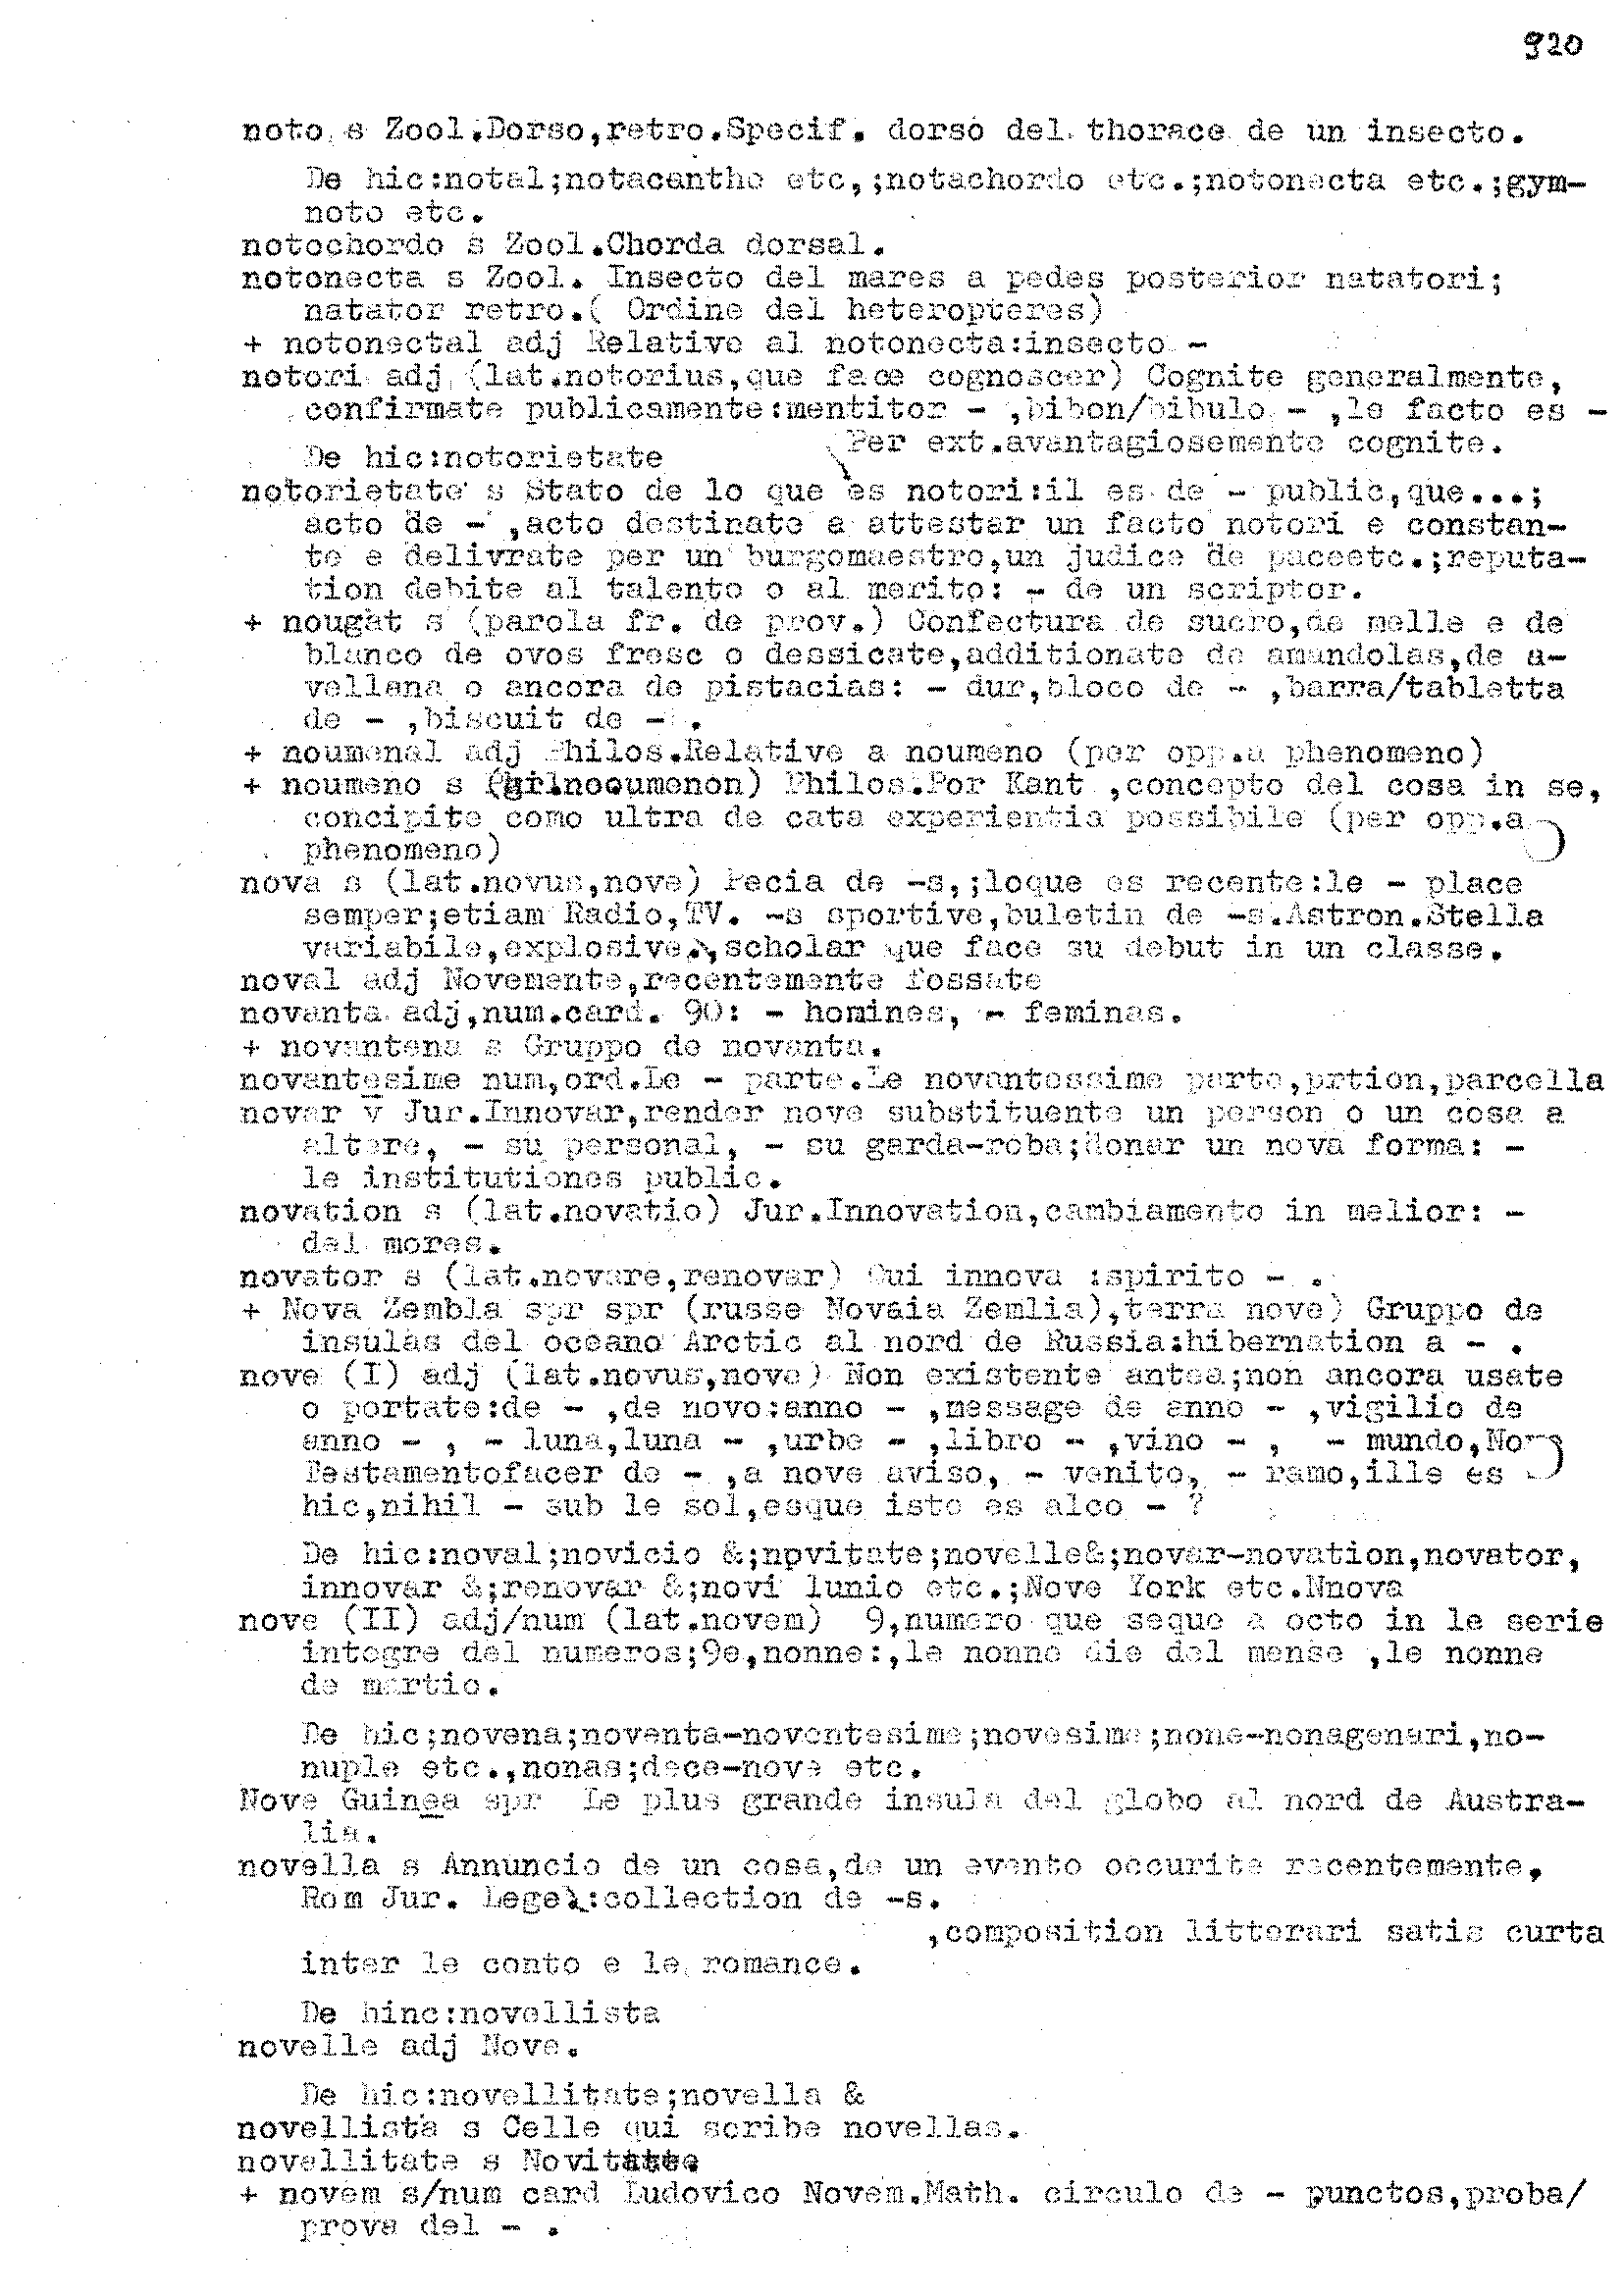 920
noto s Zool.Dorso,retro.Specif. dorso del thorace de un insecto.
De hic:notal;notacantho etc,;notachordo etc.;notonecta etc.;gym-
noto etc.
notochordo s Zool.Chorda dorsal.
notonecta s Zool. Insecto del mares a pedes posterior natatori;
natator retro.( Ordine del heteropteres)
+ notonectal adj Relative al notonecta:insecto -
notori adj (lat.notorius,que face cognoscer) Cognite generalmente,
confirmate publicamente:mentitor - ,bibon/bibulo - ,le facto es -
Per ext.avantagiosemente cognite.
De hic:notorietate
notorietate s Stato de lo que es notori:il es de - public,que...;
acto de - ,acto destinate a attestar un facto notori e constan-
te e delivrate per un burgomaestro,un judice de paceetc.;reputa-
tion debite al talento o al merito: - de un scriptor.
+ nougat s (parola fr. de prov.) Confectura de sucro,de melle e de
blanco de ovos fresc o dessicate,additionate de amandolas,de a-
vellana o ancora de pistacias: - dur,bloco de - ,barra/tabletta
de - ,biscuit de - .
+ noumenal adj Philos.Relative a noumeno (per opp.a phenomeno)
+ noumeno s noumenon) Philos.Por Kant ,concepto del cosa in se,
concipite como ultra de cata experientia possibile (per opp.a
phenomeno)
nova s (lat.novus,nove) Pecia de -s,;loque es recente:le - place
semper;etiam Radio,TV. -s sportive,buletin de -s.Astron.Stella
variabile,explosive.,scholar que face su debut in un classe.
noval adj Novemente,recentemente fossate
novanta adj,num.card. 90: - homines, - feminas.
+ novantena s Gruppo de novanta.
novantesime num,ord.Le - parte.Le novantessime parte,prtion,parcella
novar v Jur.Innovar,render nove substituente un person o un cosa a
altere, - su personal, - su garda-roba;donar un nova forma: -
le institutiones public.
novation s (lat.novatio) Jur.Innovation,cambiamento in melior: -
del mores.
novator s (lat.novare,renovar) Qui innova :spirito - .
+ Nova Zembla spr spr (russe Novaia Zemlia),terra nove) Gruppo de
insulas del oceano Arctic al nord de Russia:hibernation a - .
nove (I) adj (lat.novus,nove) Non existente antea;non ancora usate
o portate:de - ,de novo:anno - ,message de anno - ,vigilio de
anno - , - luna,luna - ,urbe - ,libro - ,vino - , - mundo,Nov
Testamentofacer de - ,a nove aviso, - venito, - ramo,ille es
hic,nihil - sub le sol,esque isto es alco - ?
De hic:noval;novicio &;novitate;novelle&;novar-novation,novator,
innovar &;renovar &;novi lunio etc.;Nove York etc.Nnova
nove (II) adj/num (lat.novem) 9,numero que seque a octo in le serie
integre del numeros;9e,nonne:,le nonne die del mense ,le nonne
de martio.
De hic;novena;noventa-noventesime;novesime;none-nonagenari,no-
nuple etc.,nonas;dece-nove etc.
Nove Guinea spr Le plus grande insula del globo al nord de Austra-
lia.
novella s Annuncio de un cosa,de un evento occurite recentemente,
Rom Jur. Lege:collection de -s.
,composition litterari satis curta
inter le conto e le romance.
De hinc:novellista
novelle adj Nove.
De hic:novellitate;novella &
novellista s Celle qui scribe novellas.
novellitate s Novitate
+ novem s/num card Ludovico Novem.Math. circulo de - punctos,proba/
prova del - .